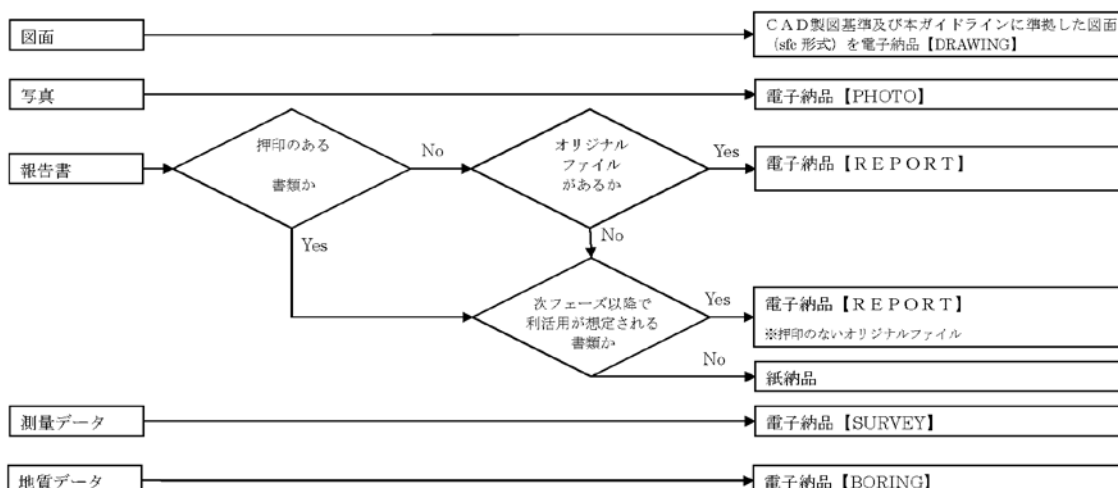 図面
CAD製図基準及び本ガイドラインに準拠した図面
(sfc 形式) を電子納品【DRAWING】
写真
電子納品【PHOTO】
報告書
押印のある
書類か
No
オリジナル
ファイル
があるか
Yes
電子納品【REPORT】
Yes
No
次フェーズ以降で
利活用が想定される
書類か
Yes
電子納品【REPORT】
※押印のないオリジナルファイル
No
紙納品
測量データ
電子納品【SURVEY】
地質データ
電子納品【BORING】